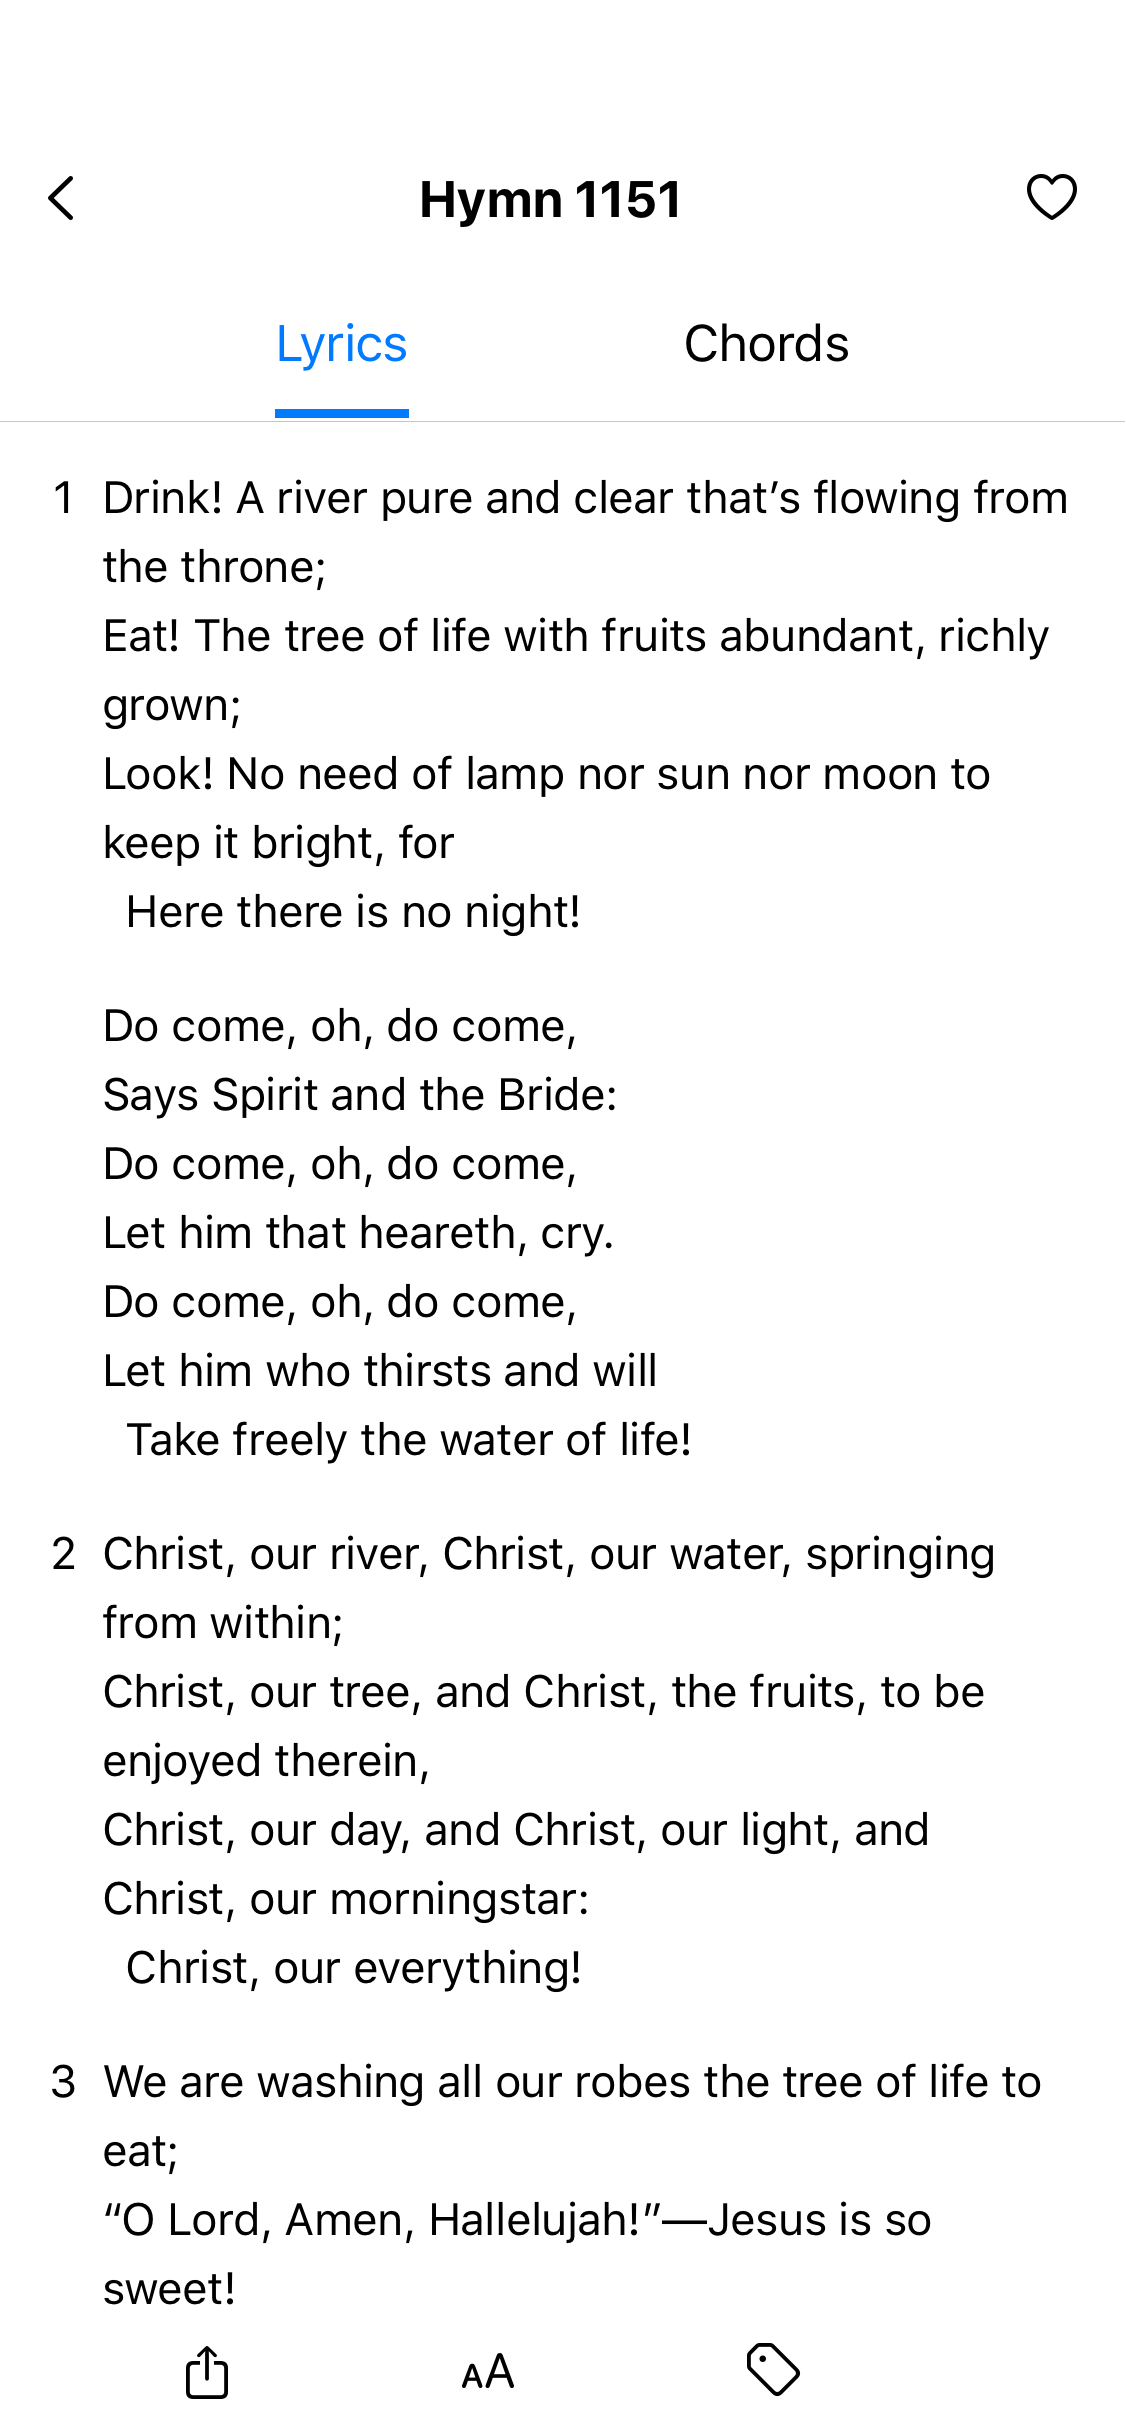 Hymn 1151
Lyrics
Chords
1 Drink! A river pure and clear that’s flowing from
the throne;
Eat! The tree of life with fruits abundant, richly
grown;
Look! No need of lamp nor sun nor moon to
keep it bright, for
Here there is no night!
Do come, oh, do come,
Says Spirit and the Bride:
Do come, oh, do come,
Let him that heareth, cry.
Do come, oh, do come,
Let him who thirsts and will
Take freely the water of life!
2 Christ, our river, Christ, our water, springing
from within;
Christ, our tree, and Christ, the fruits, to be
enjoyed therein,
Christ, our day, and Christ, our light, and
Christ, our morningstar:
Christ, our everything!
3 We are washing all our robes the tree of life to
eat;
“O Lord, Amen, Hallelujah!”—Jesus is so
sweet!
AA